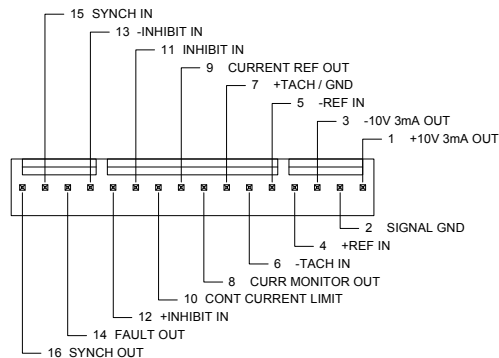 15 SYNCH IN
13 -INHIBIT IN
11 INHIBIT IN
9 CURRENT REF OUT
7 +TACH / GND
5 -REF IN
3 -10V 3mA OUT
1 +10V 3mA OUT
2 SIGNAL GND
4 +REF IN
6 -TACH IN
8 CURR MONITOR OUT
10 CONT CURRENT LIMIT
12 +INHIBIT IN
14 FAULT OUT
16 SYNCH OUT